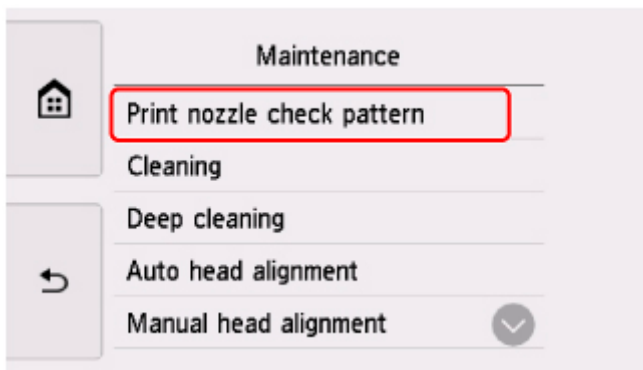 Maintenance
Print nozzle check pattern
Cleaning
Deep cleaning
Auto head alignment
Manual head alignment